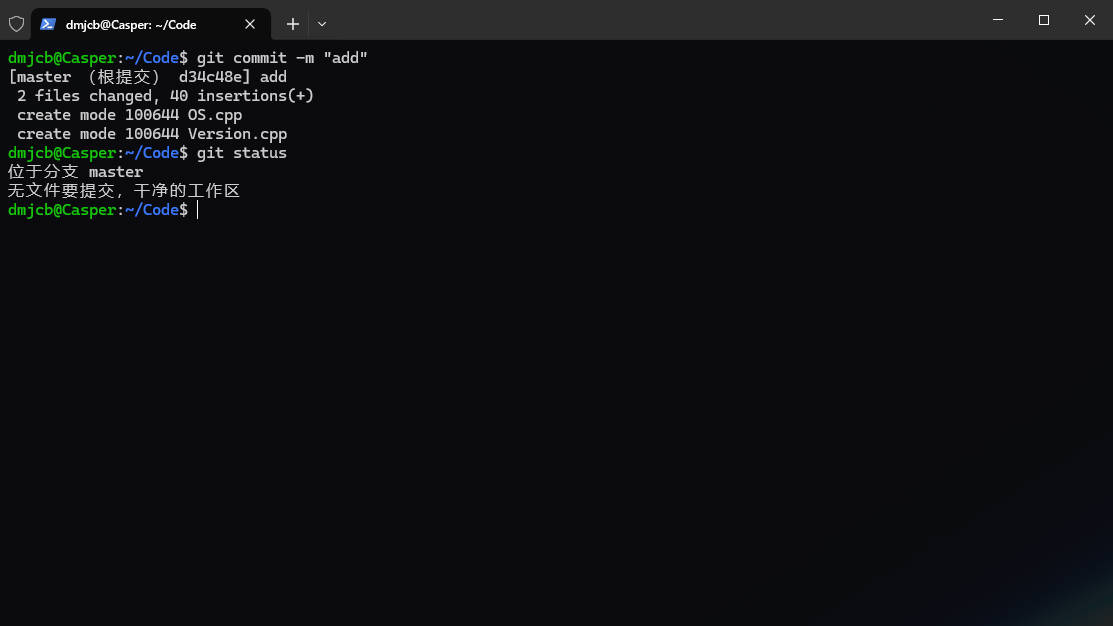 dmjcb@Casper: ~/Code
dmjcb@Casper:~/Code$ git commit -m "add"
[master （根提交） d34c48e] add
 2 files changed, 40 insertions(+)
 create mode 100644 OS.cpp
 create mode 100644 Version.cpp
dmjcb@Casper:~/Code$ git status
位于分支 master
无文件要提交，干净的工作区
dmjcb@Casper:~/Code$